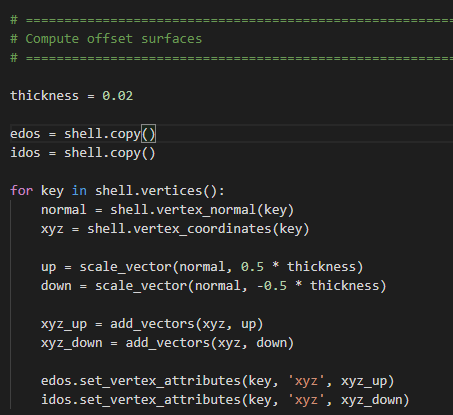 # ====================================================
# Compute offset surfaces
# ====================================================
thickness = 0.02
edos = shell.copy()
idos = shell.copy()
for key in shell.vertices():
normal = shell.vertex_normal(key)
xyz = shell.vertex_coordinates(key)
up = scale_vector(normal, 0.5 * thickness)
down = scale_vector(normal, -0.5 * thickness)
xyz_up = add_vectors(xyz, up)
xyz_down = add_vectors(xyz, down)
edos.set_vertex_attributes(key, 'xyz', xyz_up)
idos.set_vertex_attributes(key, 'xyz', xyz_down)